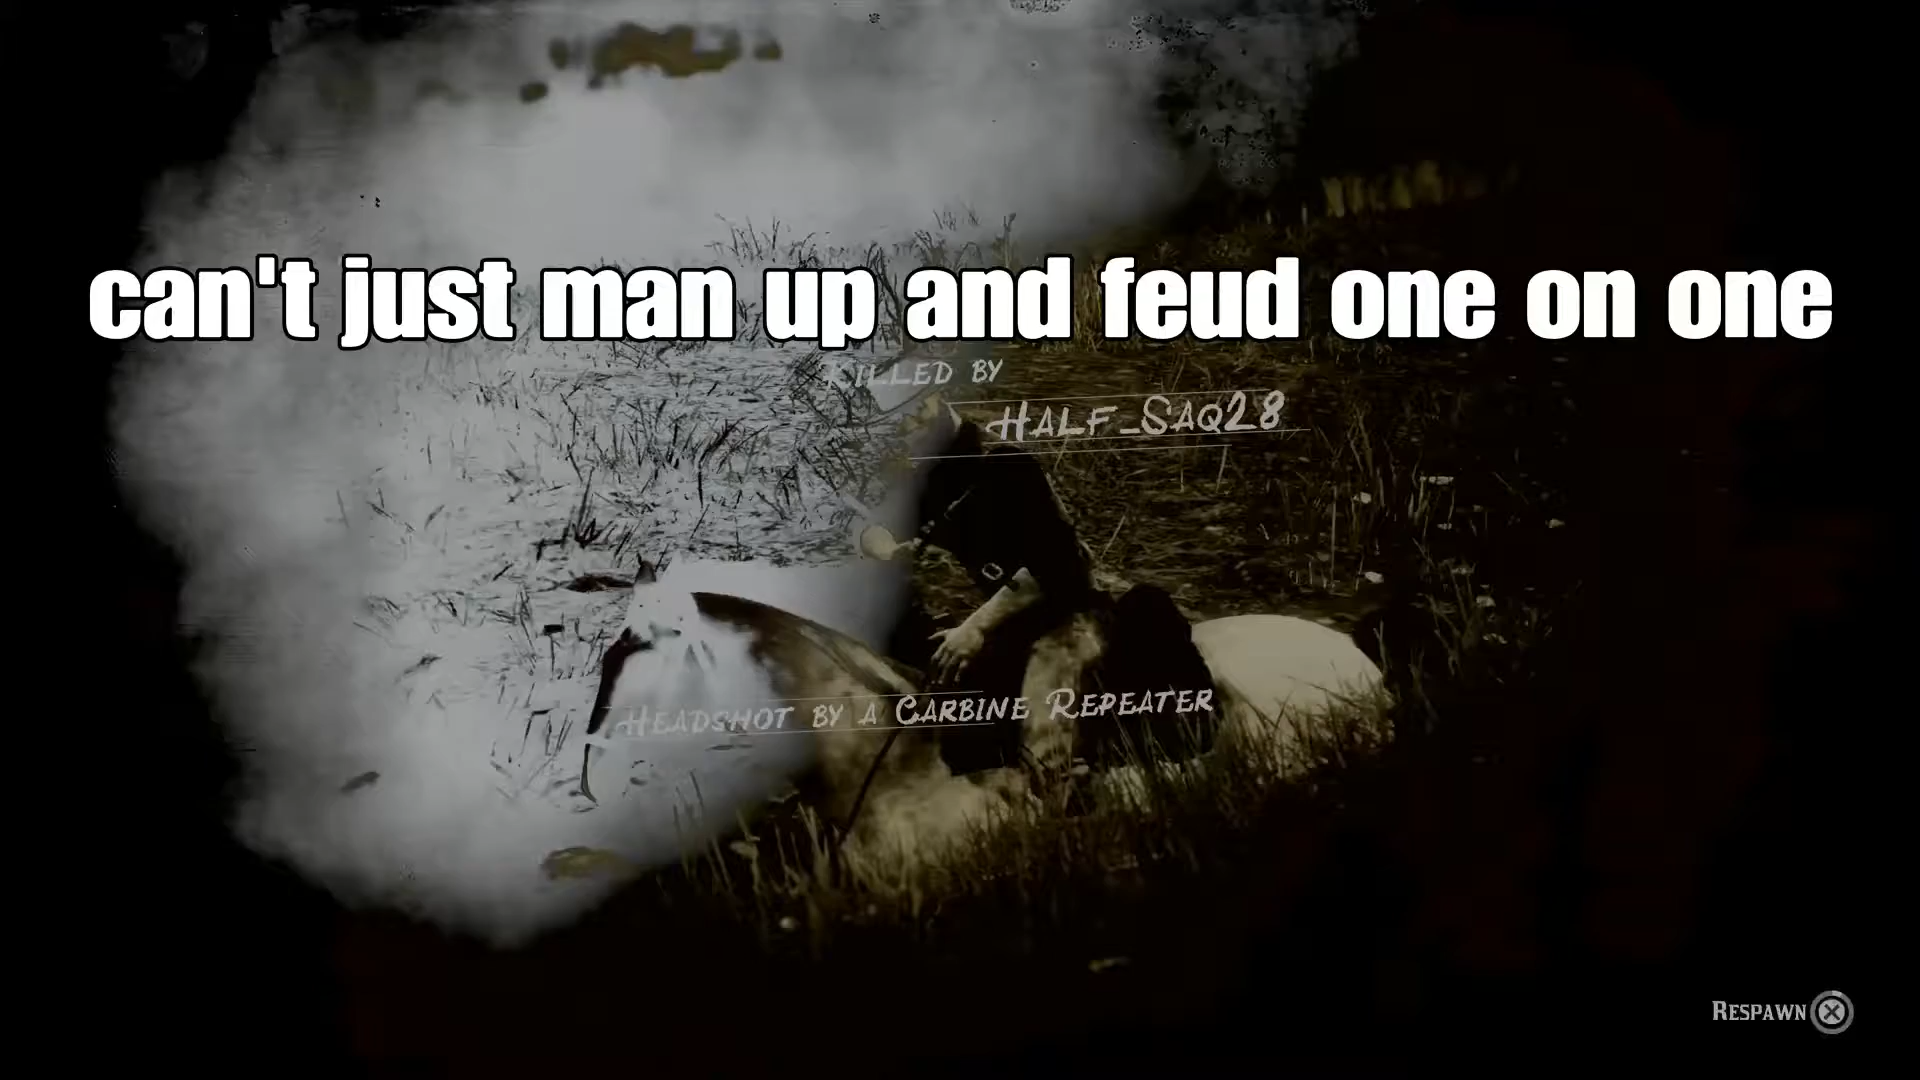 can't just man up and feud one on one
KILLED BY
HALF_SAQ28
HEADSHOT BY A CARBINE REPEATER
RESPAWN